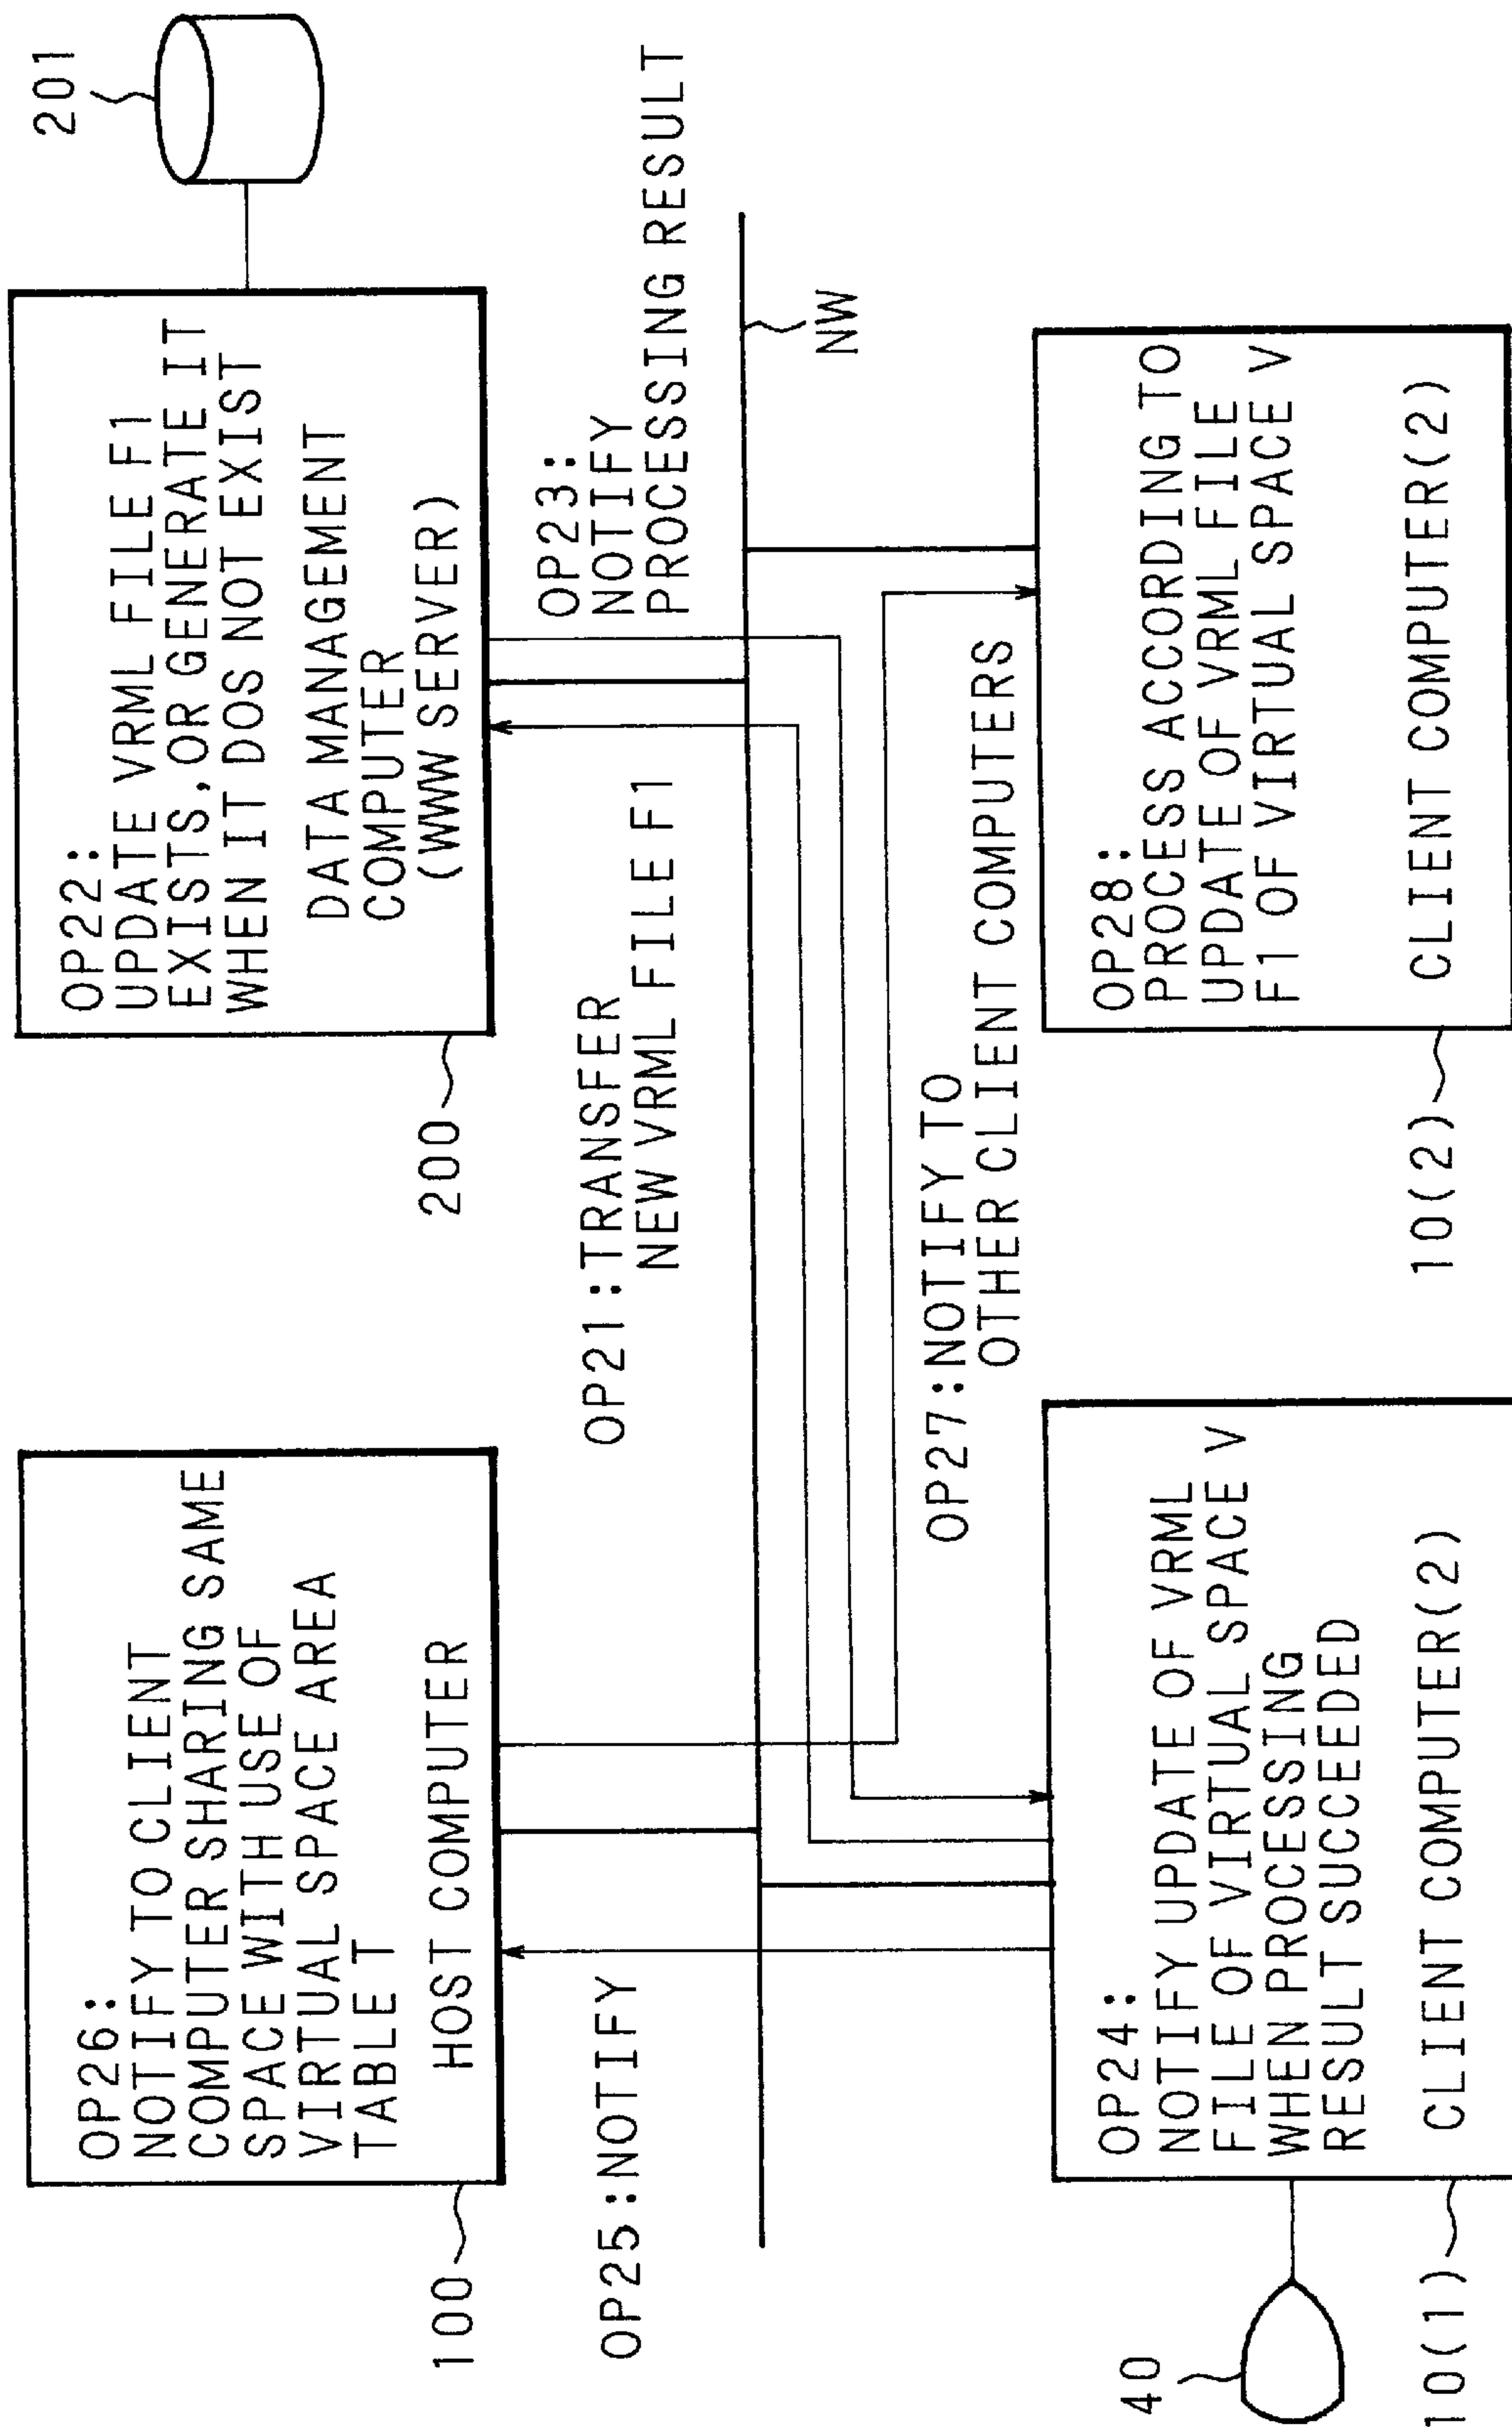 OP26:
NOTIFY TO CLIENT
COMPUTER SHARING SAME
SPACE WITH USE OF
VIRTUAL SPACE AREA
TABLE T
HOST COMPUTER
100
OP22:
UPDATE VRML FILE F1
EXISTS, OR GENERATE IT
WHEN IT DOS NOT EXIST
DATA MANAGEMENT
COMPUTER
(WWW SERVER)
200
201
OP25:NOTIFY
OP21:TRANSFER
NEW VRML FILE F1
OP23:
NOTIFY
PROCESSING RESULT
NW
OP27:NOTIFY TO
OTHER CLIENT COMPUTERS
OP24:
NOTIFY UPDATE OF VRML
FILE OF VIRTUAL SPACE V
WHEN PROCESSING
RESULT SUCCEEDED
CLIENT COMPUTER(2)
40
10(1)
OP28:
PROCESS ACCORDING TO
UPDATE OF VRML FILE
F1 OF VIRTUAL SPACE V
CLIENT COMPUTER(2)
10(2)